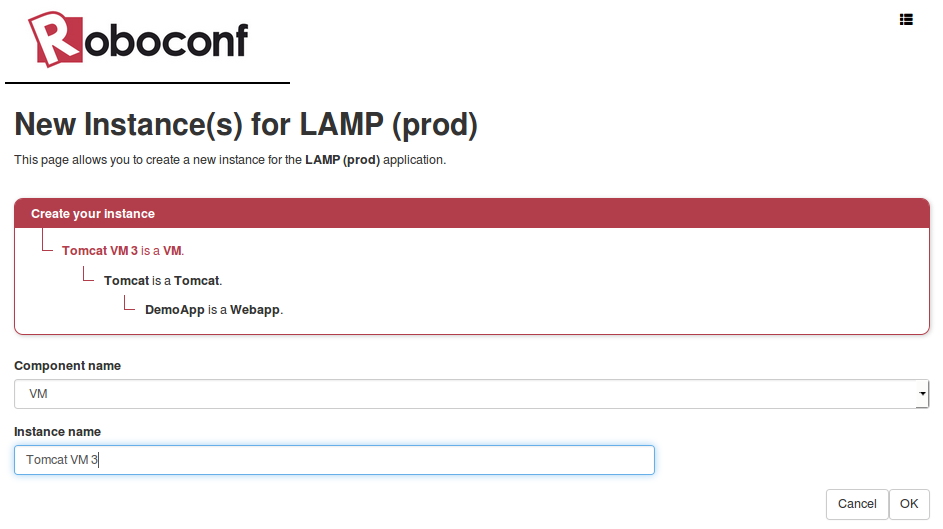 Roboconf
New Instance(s) for LAMP (prod)
This page allows you to create a new instance for the LAMP (prod) application.
Create your instance
Tomcat VM 3 is a VM.
Tomcat is a Tomcat.
DemoApp is a Webapp.
Component name
VM
Instance name
Tomcat VM 3
Cancel OK